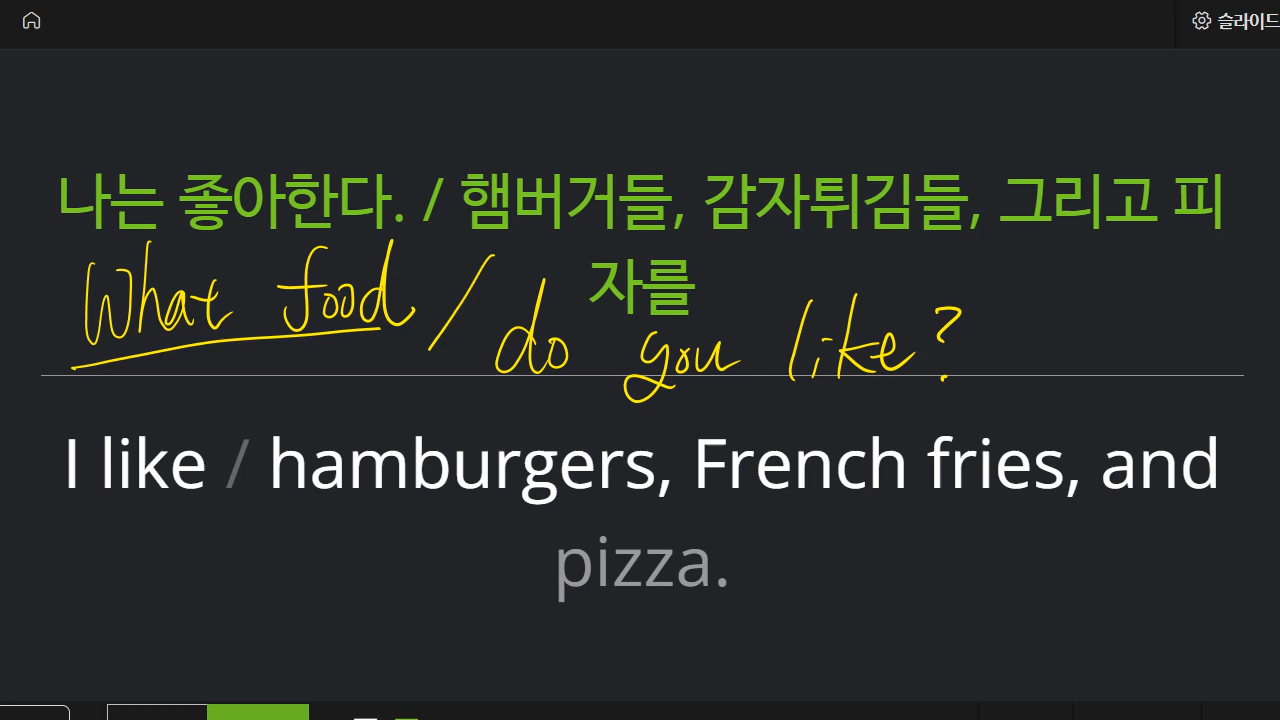 슬라이드
나는 좋아한다. / 햄버거들, 감자튀김들, 그리고 피
자를
What food / do you like?
I like / hamburgers, French fries, and
pizza.